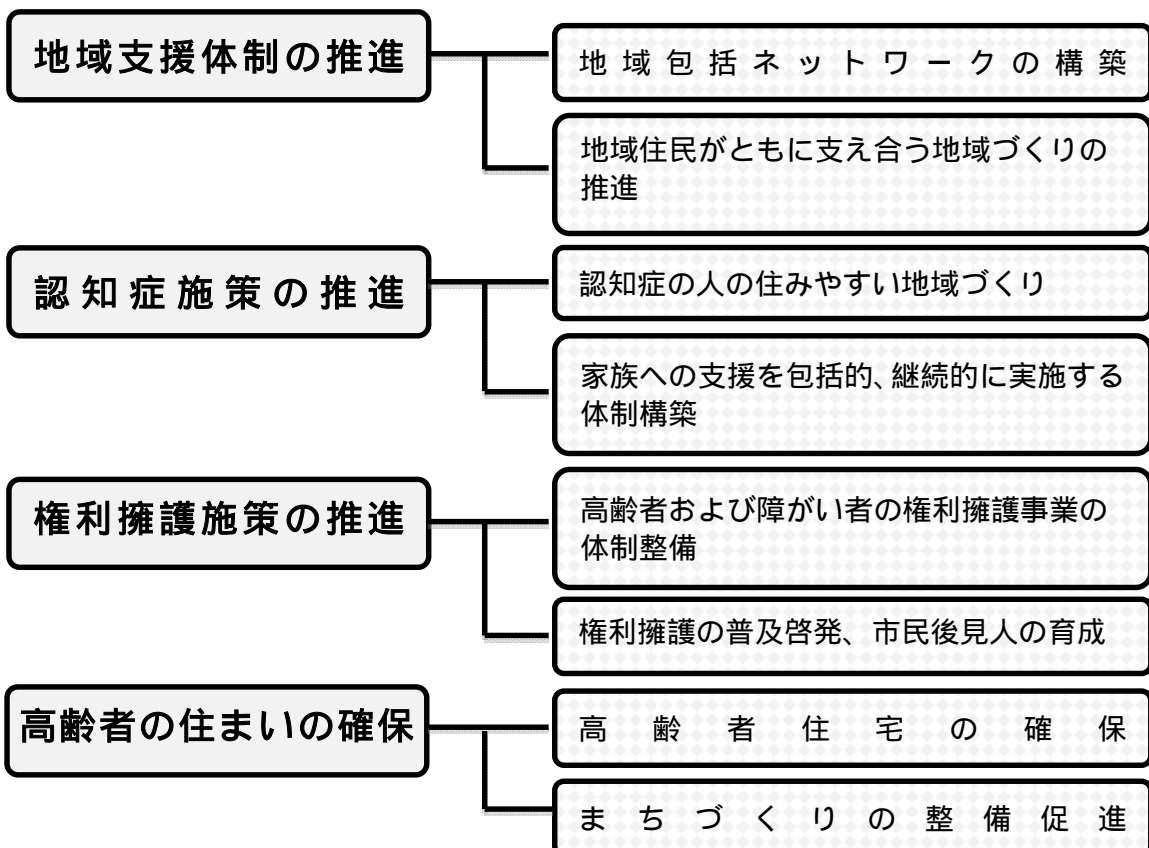 地域支援体制の推進
地域包括ネットワークの構築
地域住民がともに支え合う地域づくりの
推進
認知症施策の推進
認知症の人の住みやすい地域づくり
家族への支援を包括的、継続的に実施する
体制構築
権利擁護施策の推進
高齢者および障がい者の権利擁護事業の
体制整備
権利擁護の普及啓発、市民後見人の育成
高齢者の住まいの確保
高齢者住宅の確保
まちづくりの整備促進